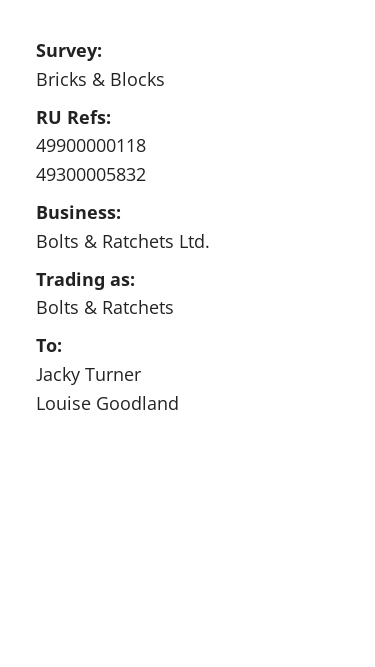 Survey:
Bricks & Blocks
RU Refs:
49900000118
49300005832
Business:
Bolts & Ratchets Ltd.
Trading as:
Bolts & Ratchets
To:
Jacky Turner
Louise Goodland